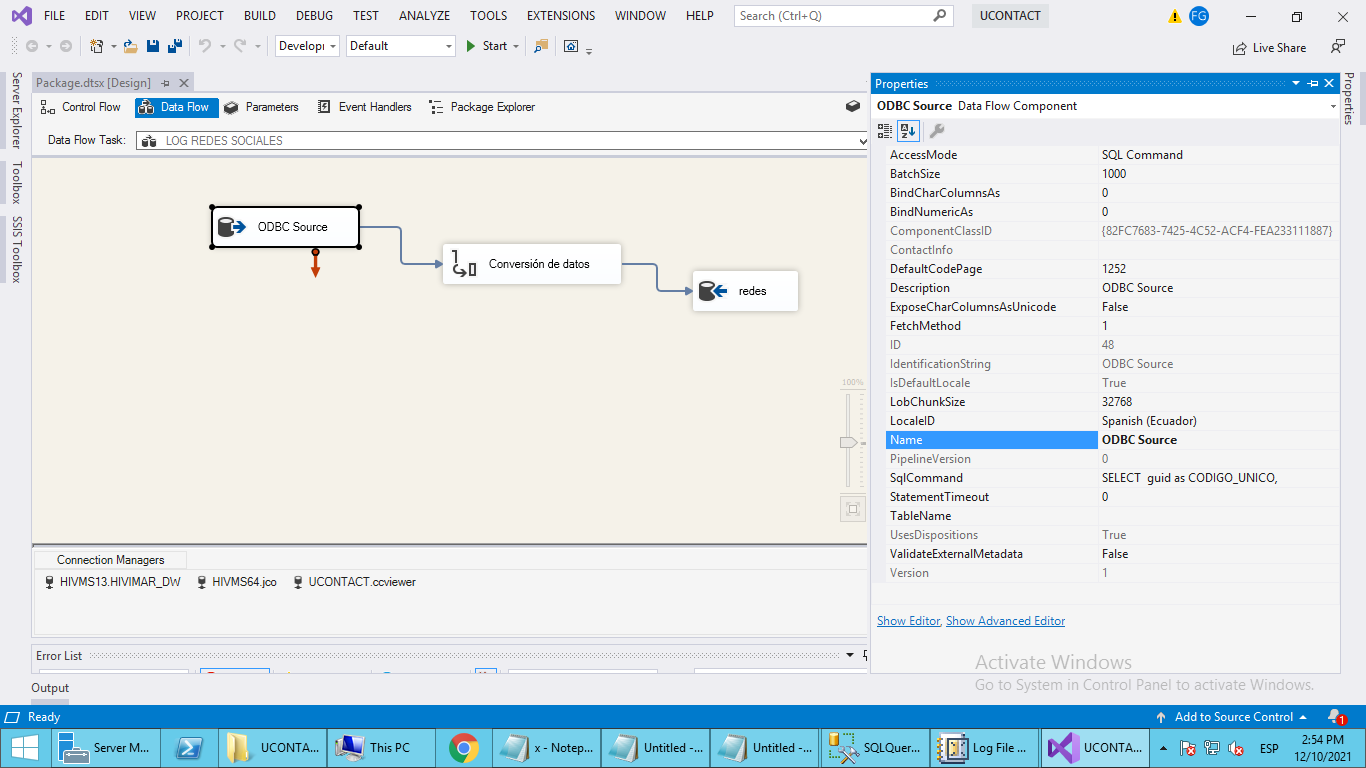 FILE EDIT VIEW PROJECT BUILD DEBUG TEST ANALYZE TOOLS EXTENSIONS WINDOW HELP Search (Ctrl+Q) UCONTACT FG
Develop Default Start Live Share
Package.dtsx [Design]
Control Flow Data Flow Parameters Event Handlers Package Explorer
Data Flow Task: LOG REDES SOCIALES
Server Explorer
Toolbox
SSIS Toolbox
ODBC Source
Conversión de datos
redes
100%
Connection Managers
HIVMS13.HIVIMAR_DW HIVMS64.jco UCONTACT.ccviewer
Error List
Output
Properties
Properties
ODBC Source Data Flow Component
AccessMode SQL Command
BatchSize 1000
BindCharColumnsAs 0
BindNumericAs 0
ComponentClassID {82FC7683-7425-4C52-ACF4-FEA233111887}
ContactInfo
DefaultCodePage 1252
Description ODBC Source
ExposeCharColumnsAsUnicode False
FetchMethod 1
ID 48
IdentificationString ODBC Source
IsDefaultLocale True
LobChunkSize 32768
LocaleID Spanish (Ecuador)
Name ODBC Source
PipelineVersion 0
SqlCommand SELECT guid as CODIGO_UNICO,
StatementTimeout 0
TableName
UsesDispositions True
ValidateExternalMetadata False
Version 1
Show Editor, Show Advanced Editor
Activate Windows
Go to System in Control Panel to activate Windows.
Ready Add to Source Control 1
Server M... UCONTA... This PC x - Notep... Untitled -... Untitled -... SQLQuer... Log File ... UCONTA... ESP 2:54 PM
12/10/2021